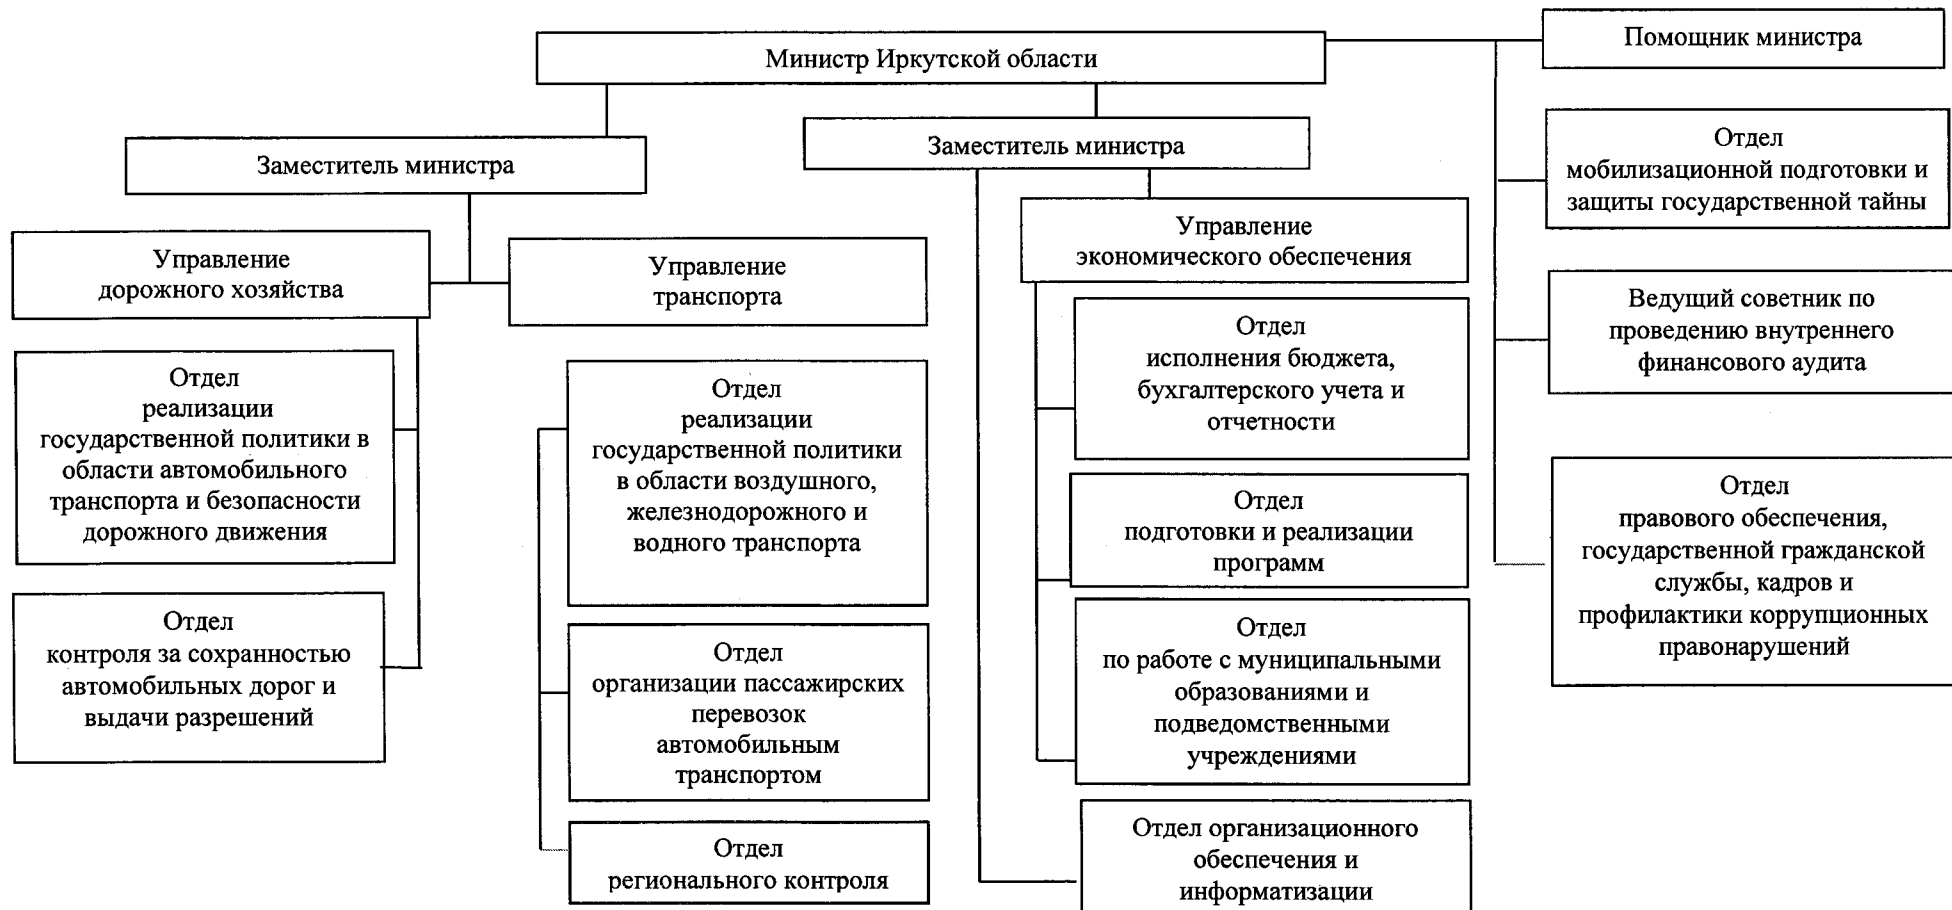 Министр Иркутской области
Помощник министра
Заместитель министра
Заместитель министра
Управление
дорожного хозяйства
Управление
транспорта
Отдел
реализации
государственной политики в
области автомобильного
транспорта и безопасности
дорожного движения
Отдел
контроля за сохранностью
автомобильных дорог и
выдачи разрешений
Отдел
реализации
государственной политики
в области воздушного,
железнодорожного и
водного транспорта
Отдел
организации пассажирских
перевозок
автомобильным
транспортом
Отдел
регионального контроля
Управление
экономического обеспечения
Отдел
исполнения бюджета,
бухгалтерского учета и
отчетности
Отдел
подготовки и реализации
программ
Отдел
по работе с муниципальными
образованиями и
подведомственными
учреждениями
Отдел организационного
обеспечения и
информатизации
Отдел
мобилизационной подготовки и
защиты государственной тайны
Ведущий советник по
проведению внутреннего
финансового аудита
Отдел
правового обеспечения,
государственной гражданской
службы, кадров и
профилактики коррупционных
правонарушений